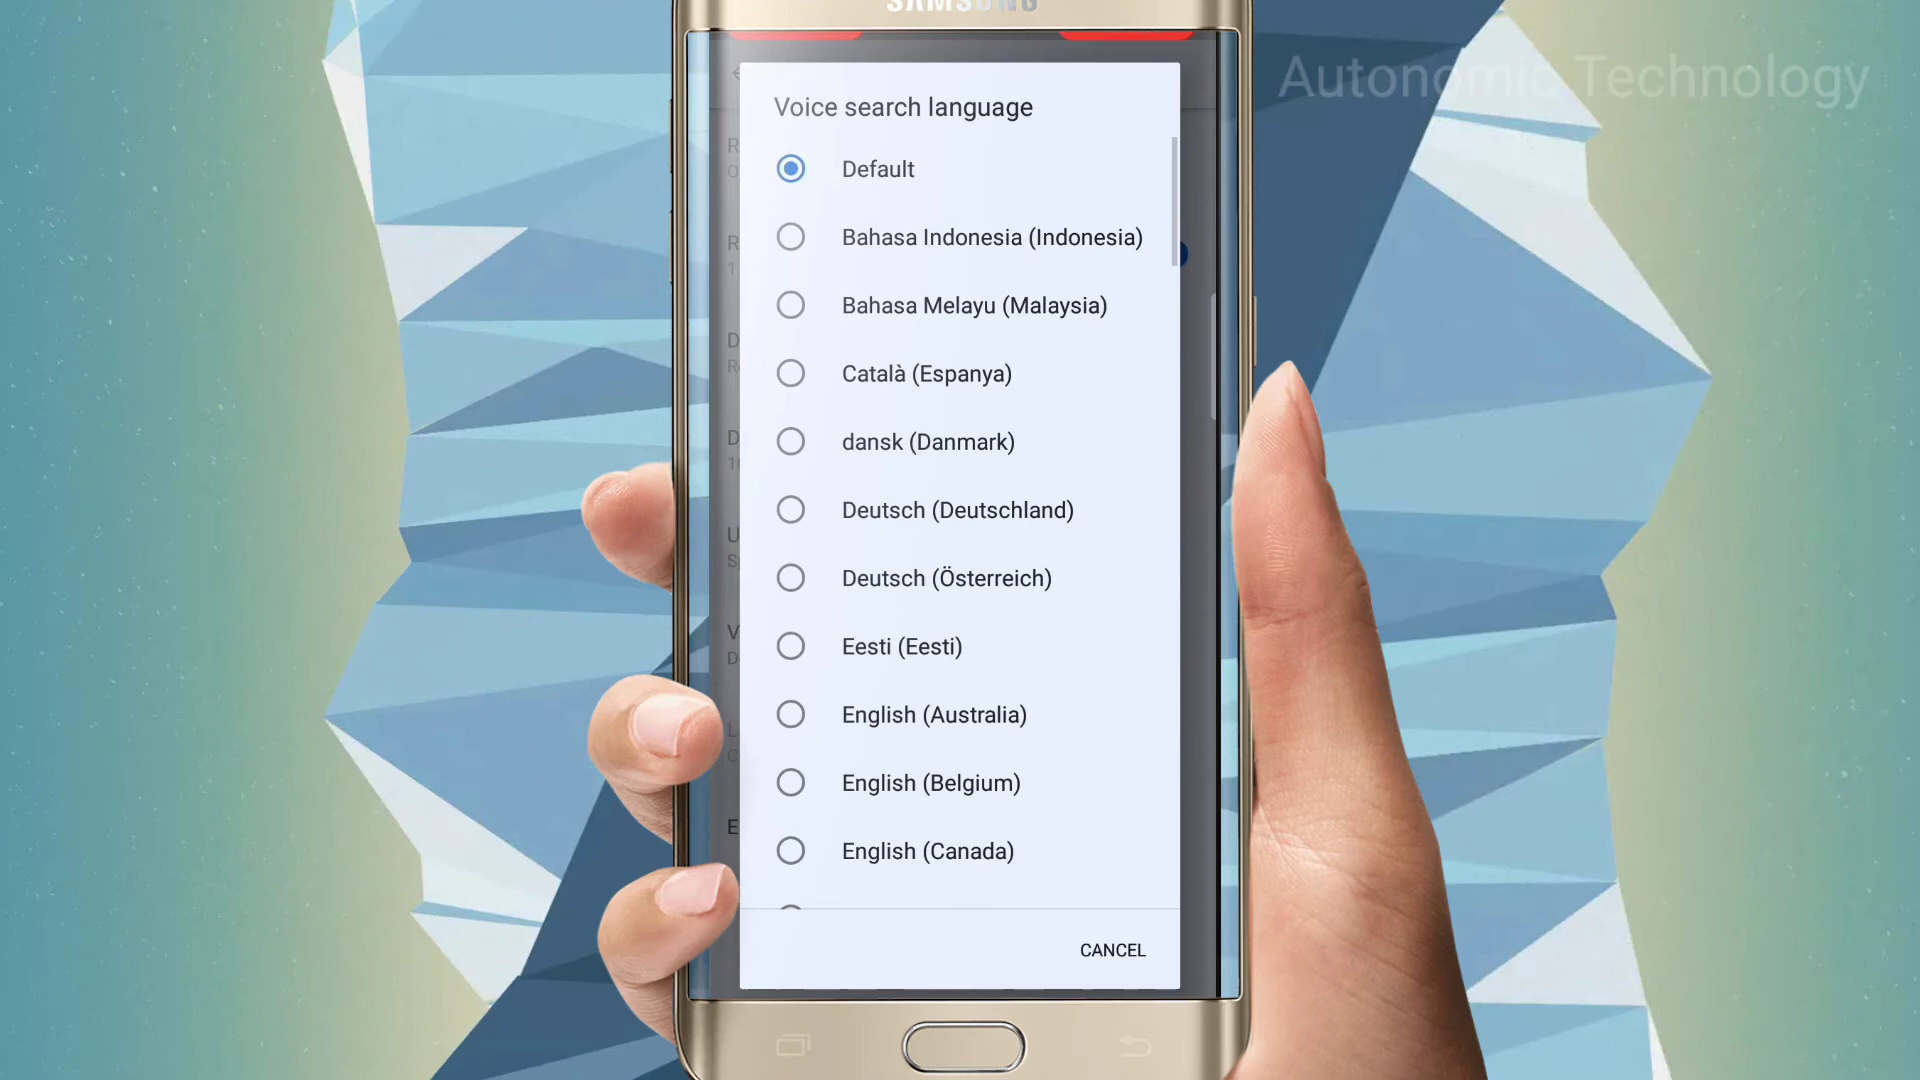 SAMSUNG
Autonomic Technology
Voice search language
Default
Bahasa Indonesia (Indonesia)
Bahasa Melayu (Malaysia)
Català (Espanya)
dansk (Danmark)
Deutsch (Deutschland)
Deutsch (Österreich)
Eesti (Eesti)
English (Australia)
English (Belgium)
English (Canada)
CANCEL